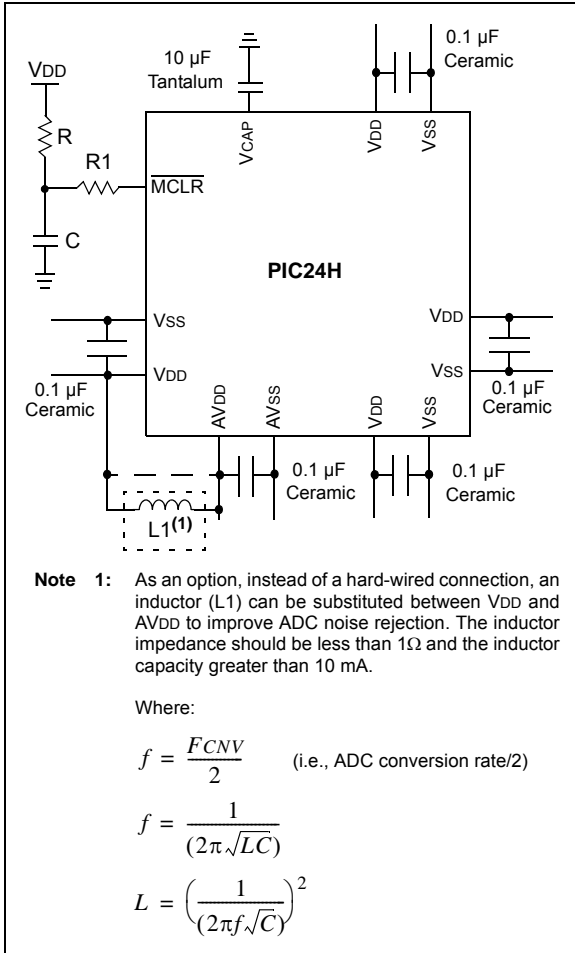 10 µF
Tantalum
0.1 µF
Ceramic
VDD
R
R1
C
VCAP
VDD
VSS
MCLR
PIC24H
VSS
VDD
0.1 µF
Ceramic
VDD
VSS
0.1 µF
Ceramic
AVDD
AVSS
VDD
VSS
0.1 µF
Ceramic
0.1 µF
Ceramic
L1(1)
Note 1: As an option, instead of a hard-wired connection, an
inductor (L1) can be substituted between VDD and
AVDD to improve ADC noise rejection. The inductor
impedance should be less than 1Ω and the inductor
capacity greater than 10 mA.
Where:
f = FCNV / 2 (i.e., ADC conversion rate/2)
f = 1 / (2π√LC)
L = (1 / (2πf√C))²